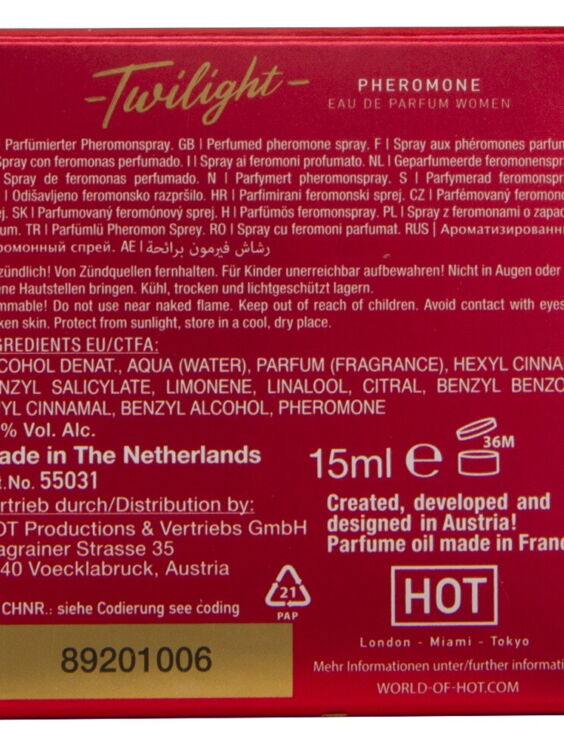 -Twilight-
PHEROMONE
EAU DE PARFUM WOMEN
Parfümierter Pheromonspray. GB | Perfumed pheromone spray. F | Spray aux phéromones parfum
Spray con feromonas perfumado. I | Spray ai feromoni profumato. NL | Geparfumeerde feromonenspr
Spray de feromonas perfumado. N | Parfymert pheromonspray. S | Parfymerad feromonspr
| Odišavljeno feromonsko razpršilo. HR | Parfimirani feromonski sprej. CZ | Parfémovaný feromono
ej. SK | Parfumovaný feromónový sprej. H | Parfümös feromonspray. PL | Spray z feromonami o zapac
um. TR | Parfümlü Pheromon Sprey. RO | Spray cu feromoni parfumat. RUS | Ароматизированн
ромонный спрей. AE | رشاش فيرمون برائحة
zündlich! Von Zündquellen fernhalten. Für Kinder unerreichbar aufbewahren! Nicht in Augen oder
ene Hautstellen bringen. Kühl, trocken und lichtgeschützt lagern.
mmable! Do not use near naked flame. Keep out of reach of children. Avoid contact with eyes
ken skin. Protect from sunlight, store in a cool, dry place.
GREDIENTS EU/CTFA:
COHOL DENAT., AQUA (WATER), PARFUM (FRAGRANCE), HEXYL CINNA
NZYL SALICYLATE, LIMONENE, LINALOOL, CITRAL, BENZYL BENZO
YL CINNAMAL, BENZYL ALCOHOL, PHEROMONE
% Vol. Alc.
ade in The Netherlands
t.No. 55031
rtrieb durch/Distribution by:
OT Productions & Vertriebs GmbH
agrainer Strasse 35
40 Voecklabruck, Austria
CHNR.: siehe Codierung see coding
89201006
21
PAP
15ml e
36M
Created, developed and
designed in Austria!
Parfume oil made in Franc
HOT
London - Miami - Tokyo
Mehr Informationen unter/further informati
WORLD-OF-HOT.COM